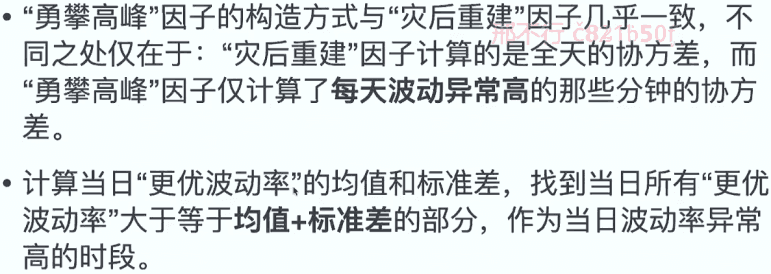 • “勇攀高峰”因子的构造方式与“灾后重建”因子几乎一致，不
同之处仅在于：“灾后重建”因子计算的是全天的协方差，而
“勇攀高峰”因子仅计算了每天波动异常高的那些分钟的协方
差。
• 计算当日“更优波动率”的均值和标准差，找到当日所有“更优
波动率”大于等于均值+标准差的部分，作为当日波动率异常
高的时段。